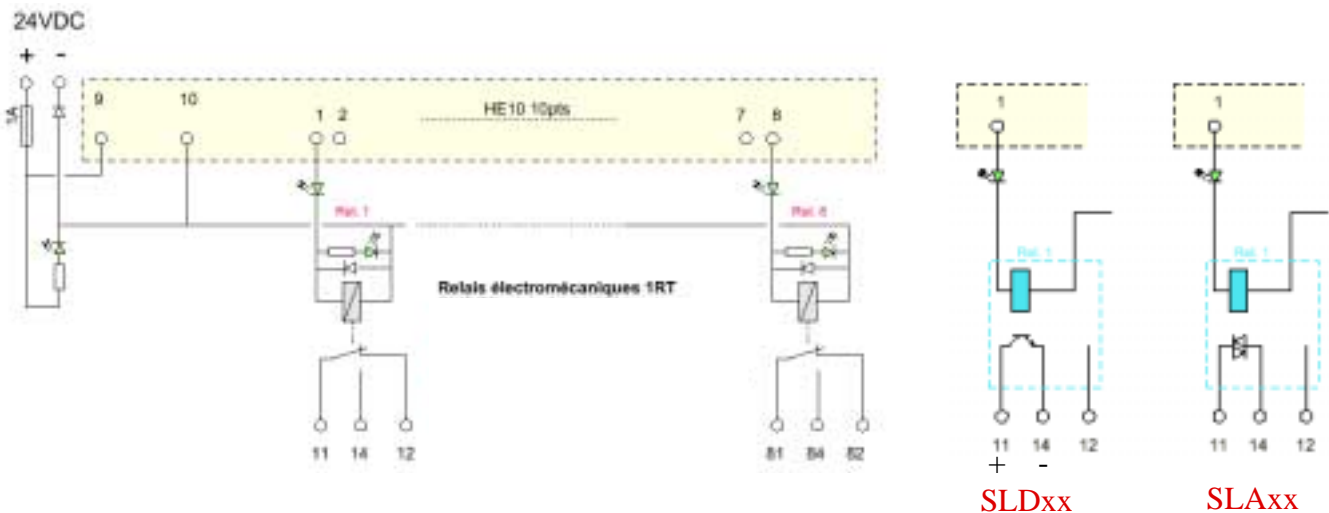 24VDC
+ -
1A
9 10 1 2 HE10 10pts 7 8
Rel. 1 Rel. 8
Relais électromécaniques 1RT
11 14 12
81 84 82
1
Rel. 1
11 14 12
+ -
SLDxx
1
Rel. 1
11 14 12
SLAxx